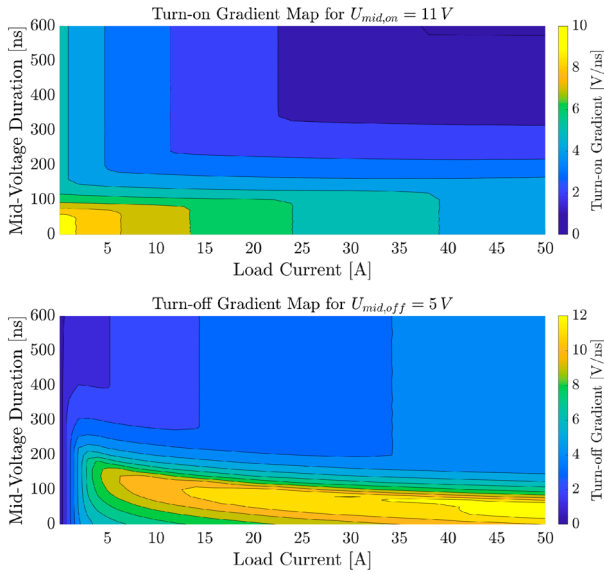 Turn-on Gradient Map for U_mid,on = 11 V
Mid-Voltage Duration [ns]
600
500
400
300
200
100
0
5 10 15 20 25 30 35 40 45 50
Load Current [A]
10
8
6
4
2
0
Turn-on Gradient [V/ns]
Turn-off Gradient Map for U_mid,off = 5 V
Mid-Voltage Duration [ns]
600
500
400
300
200
100
0
5 10 15 20 25 30 35 40 45 50
Load Current [A]
12
10
8
6
4
2
0
Turn-off Gradient [V/ns]